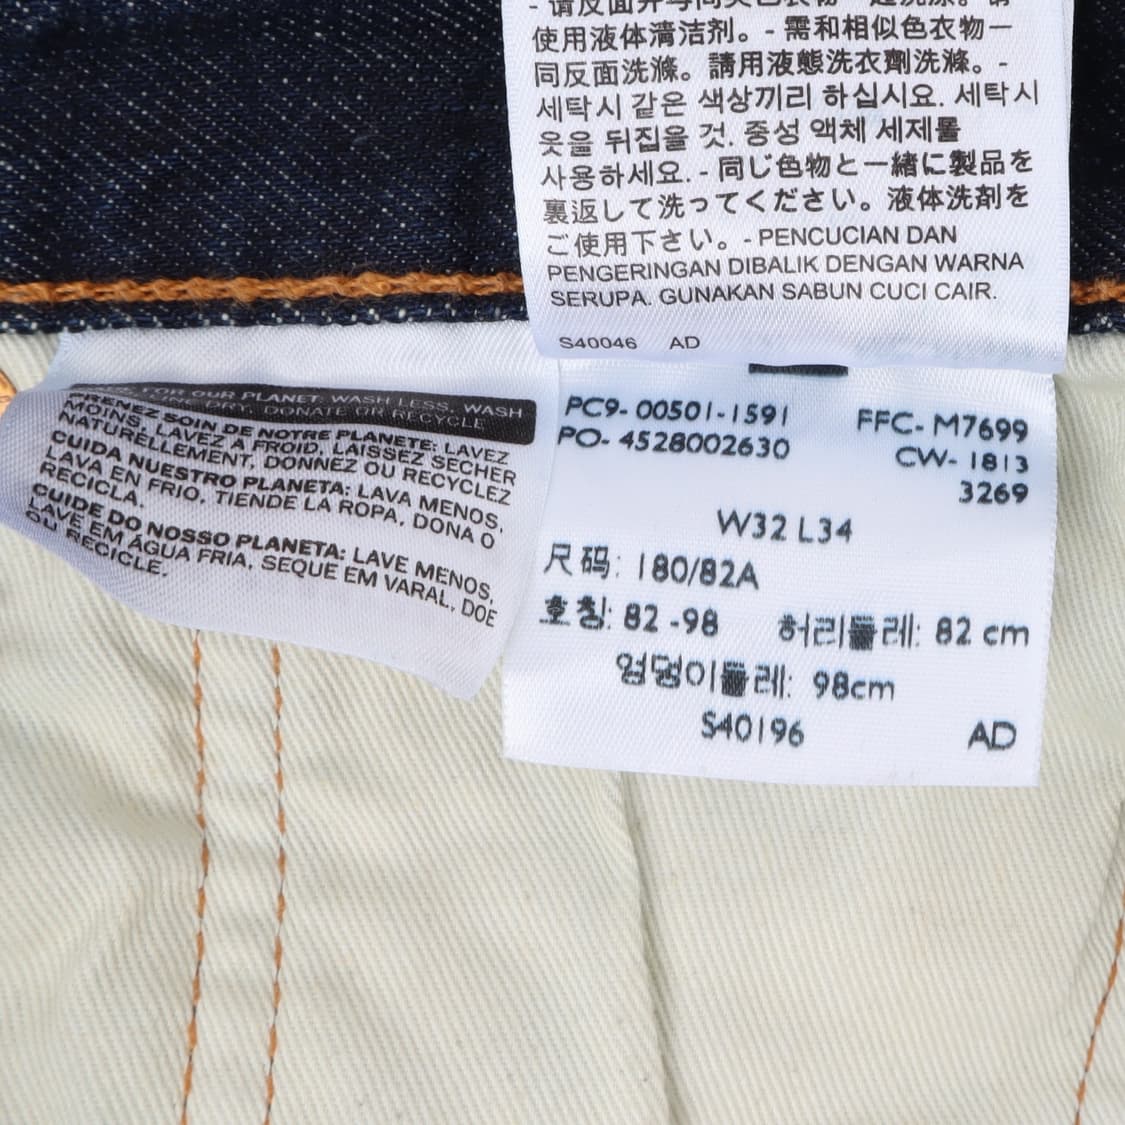 使用液体清洁剂。- 需和相似色衣物一
同反面洗滌。請用液態洗衣劑洗滌。-
세탁시 같은 색상끼리 하십시요. 세탁시
옷을 뒤집을 것. 중성 액체 세제를
사용하세요. - 同じ色物と一緒に製品を
裏返して洗ってください。液体洗剤を
ご使用下さい。- PENCUCIAN DAN
PENGERINGAN DIBALIK DENGAN WARNA
SERUPA. GUNAKAN SABUN CUCI CAIR.
S40046 AD
FOR OUR PLANET: WASH LESS, WASH
DONATE OR RECYCLE
PRENEZ SOIN DE NOTRE PLANETE: LAVEZ
MOINS, LAVEZ A FROID, LAISSEZ SECHER
NATURELLEMENT, DONNEZ OU RECYCLEZ
CUIDA NUESTRO PLANETA: LAVA MENOS,
LAVA EN FRIO, TIENDE LA ROPA, DONA O
RECICLA.
CUIDE DO NOSSO PLANETA: LAVE MENOS,
LAVE EM ÁGUA FRIA, SEQUE EM VARAL, DOE
OU RECICLE.
PC9- 00501-1591 FFC- M7699
PO- 4528002630 CW- 1813
3269
W32 L34
尺码: 180/82A
호칭: 82 -98 허리둘레: 82 cm
엉덩이둘레: 98cm
S40196 AD